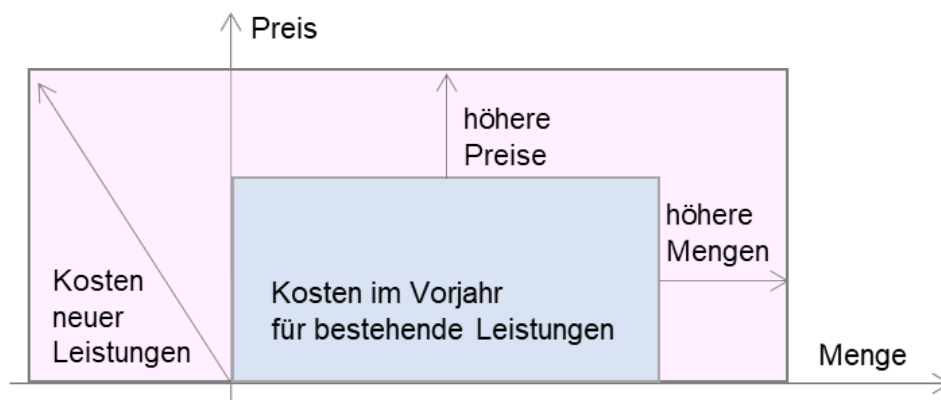 Preis
höhere
Preise
höhere
Mengen
Kosten
neuer
Leistungen
Kosten im Vorjahr
für bestehende Leistungen
Menge